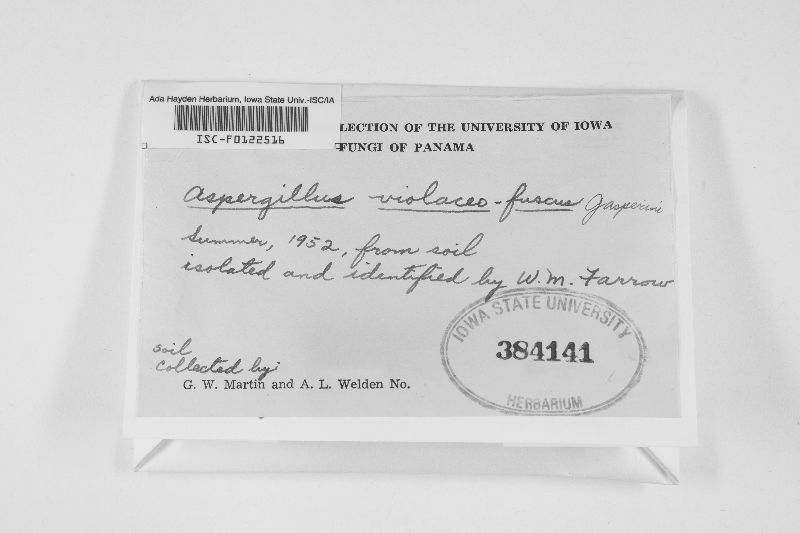 Ada Hayden Herbarium, Iowa State Univ.-ISC/IA
ISC-F0122516
LLECTION OF THE UNIVERSITY OF IOWA
FUNGI OF PANAMA
Aspergillus violaceo-fuscus Gasperini
Summer, 1952, from soil
isolated and identified by W. M. Farrow
IOWA STATE UNIVERSITY
384141
HERBARIUM
soil
collected by:
G. W. Martin and A. L. Welden No.